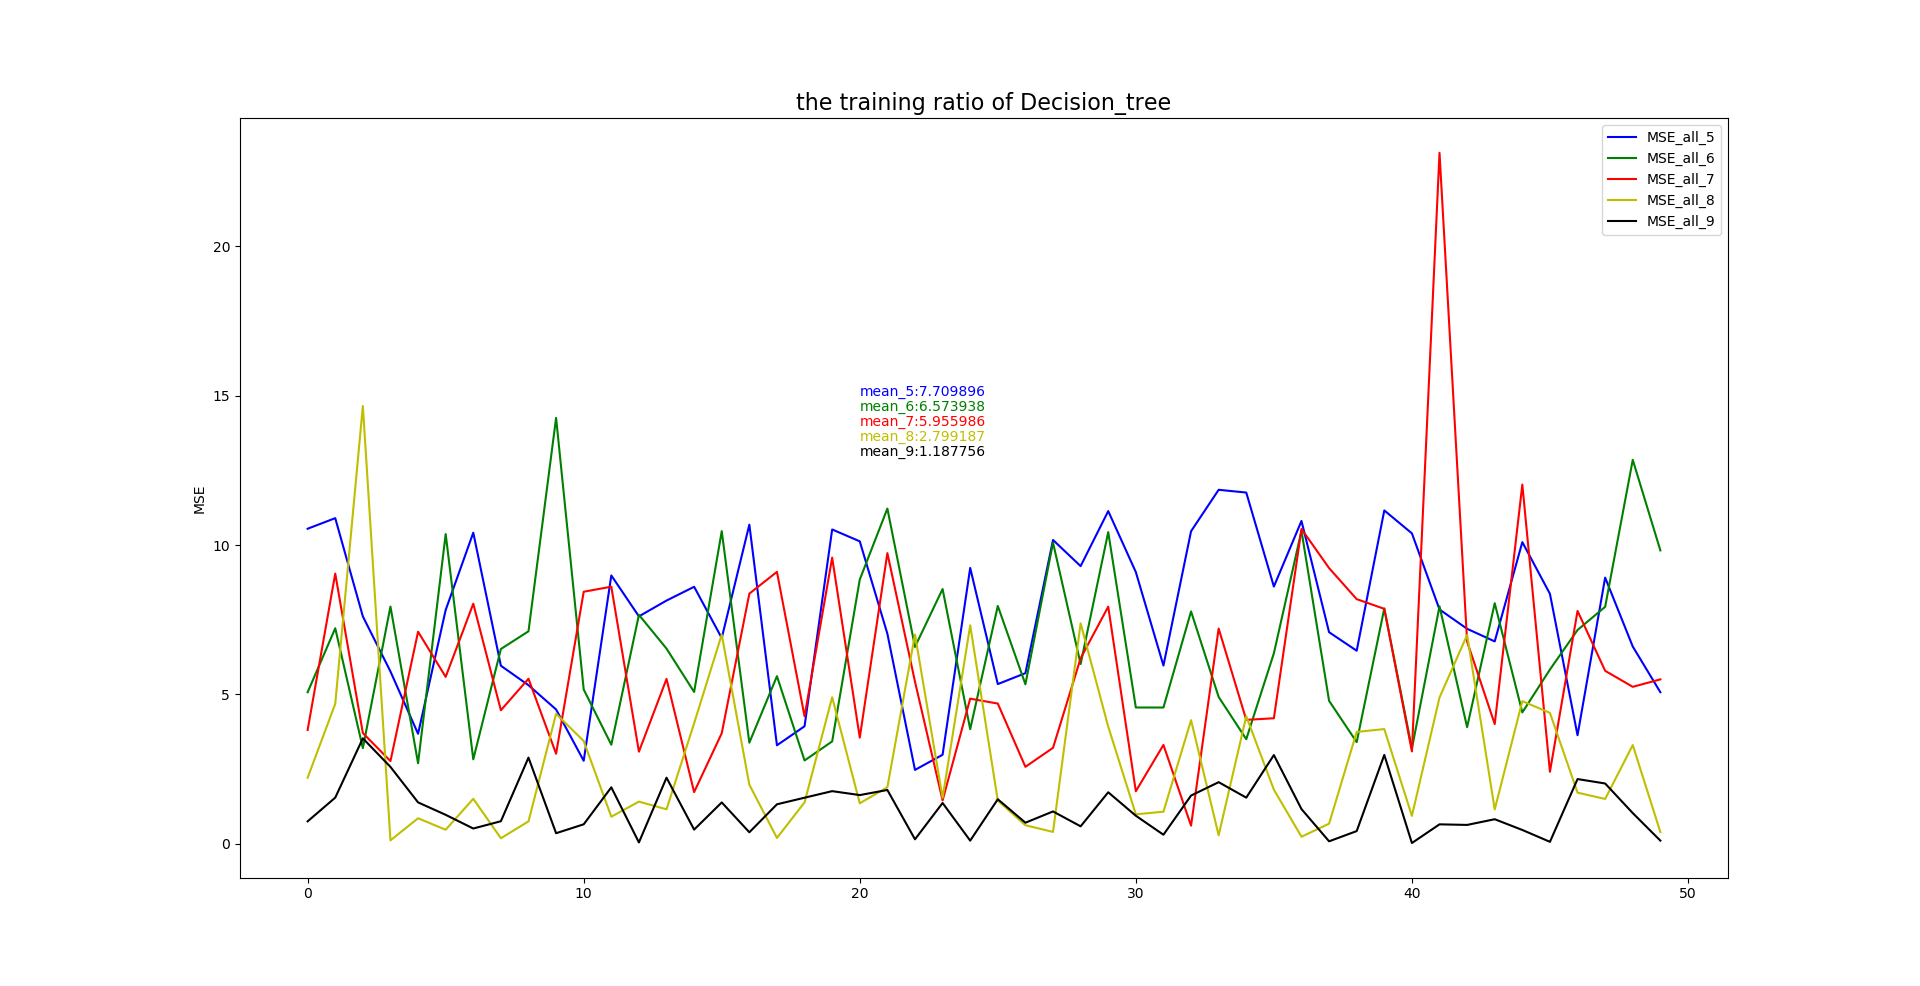 the training ratio of Decision_tree
MSE_all_5
MSE_all_6
MSE_all_7
MSE_all_8
MSE_all_9
20
15
10
5
0
MSE
mean_5:7.709896
mean_6:6.573938
mean_7:5.955986
mean_8:2.799187
mean_9:1.187756
0 10 20 30 40 50